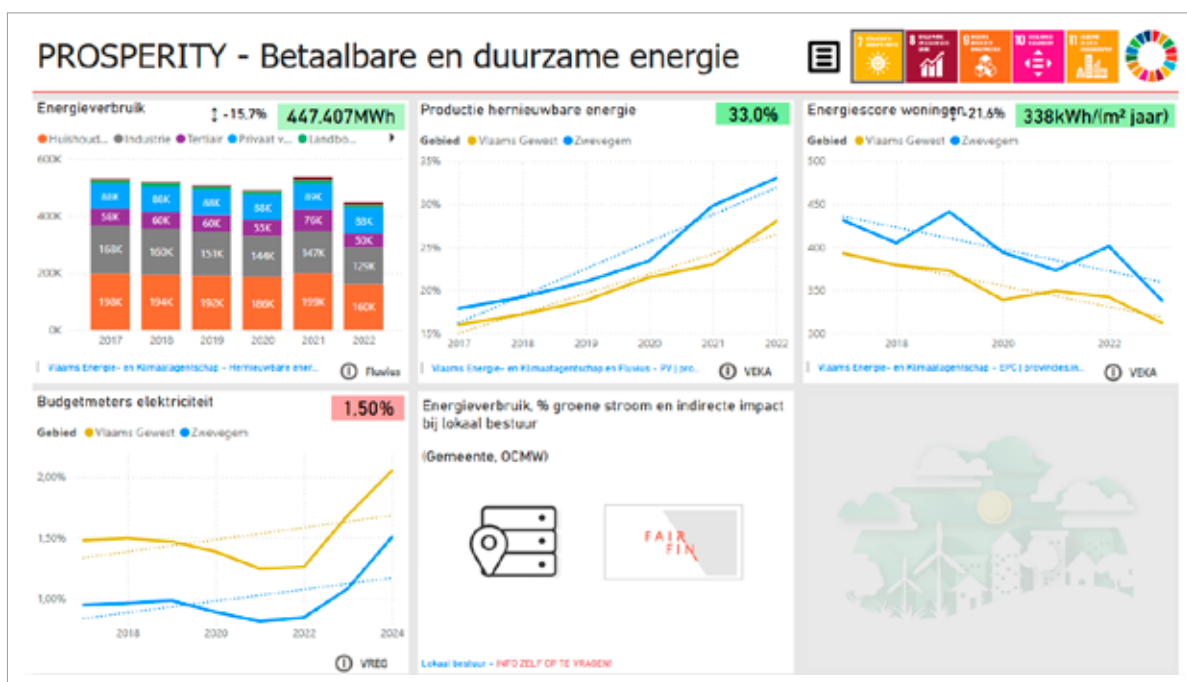 PROSPERITY - Betaalbare en duurzame energie
7
8
9
10
11
Energieverbruik
↕ -15,7%
447.407MWh
Huishoud... Industrie Tertiair Privaat v... Landbo...
600K
400K
200K
0K
88K 88K 88K 88K 89K 88K
58K 60K 60K 55K 76K 50K
168K 160K 151K 144K 147K 129K
198K 194K 192K 186K 199K 160K
2017 2018 2019 2020 2021 2022
Vlaams Energie- en Klimaatagentschap - Hernieuwbare ener...
Fluvius
Productie hernieuwbare energie
33.0%
Gebied Vlaams Gewest Zwevegem
35%
30%
25%
20%
15%
2017 2018 2019 2020 2021 2022
Vlaams Energie- en Klimaatagentschap en Fluvius - PV | pro...
VEKA
Energiescore woningen
↕-21,6%
338kWh/(m² jaar)
Gebied Vlaams Gewest Zwevegem
500
450
400
350
300
2018 2020 2022
Vlaams Energie- en Klimaatagentschap - EPC | provincies.in...
VEKA
Budgetmeters elektriciteit
1,50%
Gebied Vlaams Gewest Zwevegem
2,00%
1,50%
1,00%
2018 2020 2022 2024
VREG
Energieverbruik, % groene stroom en indirecte impact
bij lokaal bestuur
(Gemeente, OCMW)
FAIR
FIN
Lokaal bestuur - INFO ZELF OP TE VRAGEN!